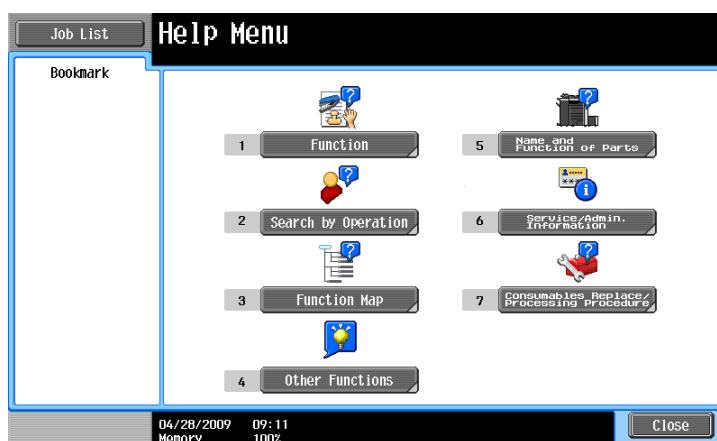 Job List
Help Menu
Bookmark
1
Function
2
Search by Operation
3
Function Map
4
Other Functions
5
Name and
Function of Parts
6
Service/Admin.
Information
7
Consumables Replace/
Processing Procedure
04/28/2009 09:11
Memory 100%
Close